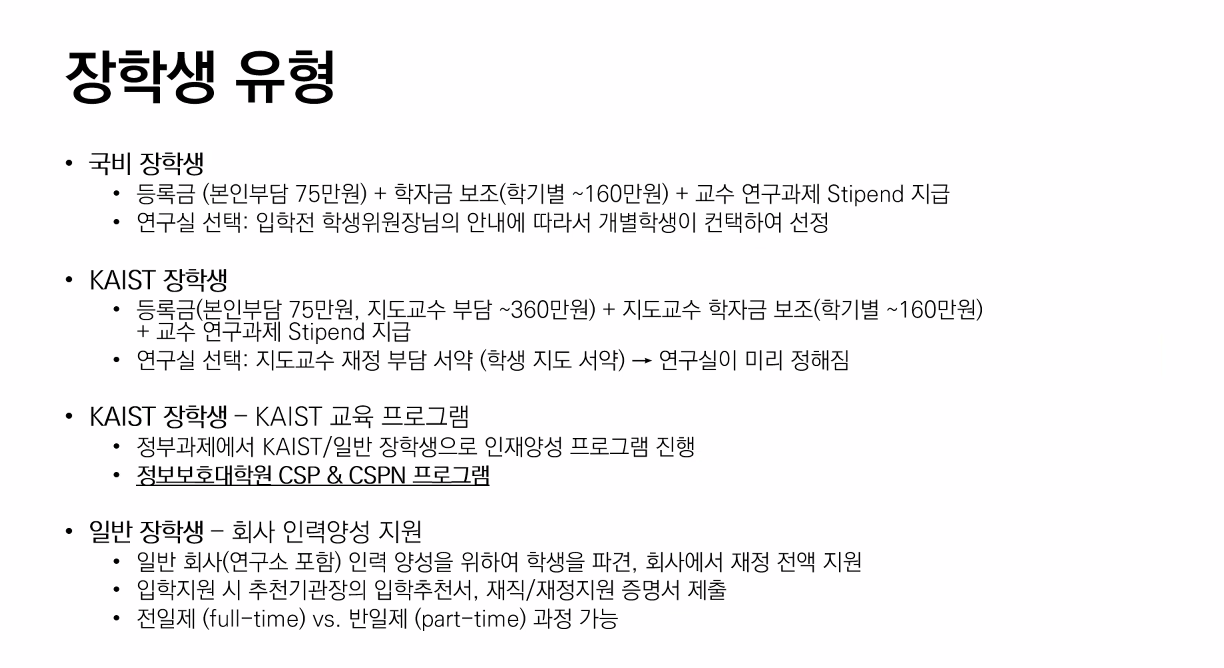 장학생 유형
• 국비 장학생
• 등록금 (본인부담 75만원) + 학자금 보조(학기별 ~160만원) + 교수 연구과제 Stipend 지급
• 연구실 선택: 입학전 학생위원장님의 안내에 따라서 개별학생이 컨택하여 선정
• KAIST 장학생
• 등록금(본인부담 75만원, 지도교수 부담 ~360만원) + 지도교수 학자금 보조(학기별 ~160만원)
+ 교수 연구과제 Stipend 지급
• 연구실 선택: 지도교수 재정 부담 서약 (학생 지도 서약) → 연구실이 미리 정해짐
• KAIST 장학생 – KAIST 교육 프로그램
• 정부과제에서 KAIST/일반 장학생으로 인재양성 프로그램 진행
• 정보보호대학원 CSP & CSPN 프로그램
• 일반 장학생 – 회사 인력양성 지원
• 일반 회사(연구소 포함) 인력 양성을 위하여 학생을 파견, 회사에서 재정 전액 지원
• 입학지원 시 추천기관장의 입학추천서, 재직/재정지원 증명서 제출
• 전일제 (full-time) vs. 반일제 (part-time) 과정 가능